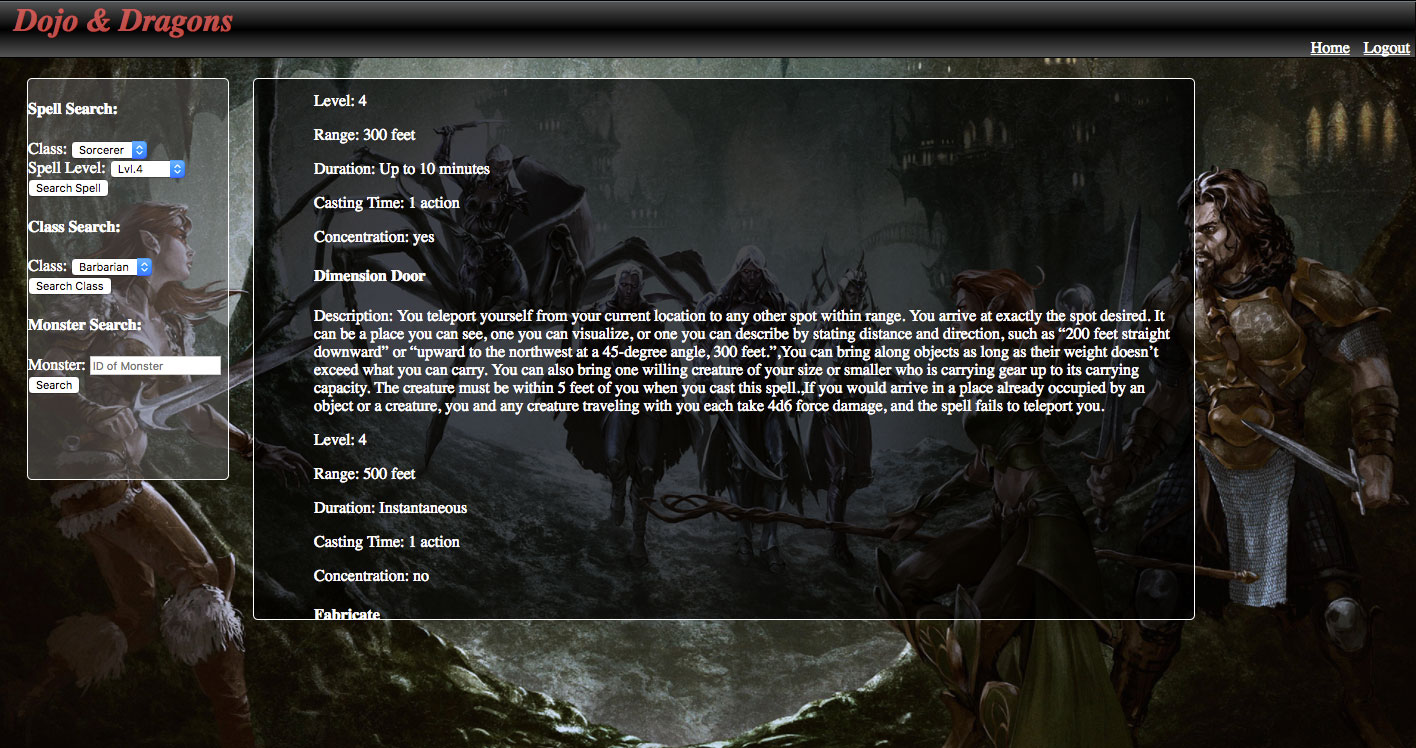 Dojo & Dragons
Home Logout
Spell Search:
Class: Sorcerer
Spell Level: Lvl.4
Search Spell
Class Search:
Class: Barbarian
Search Class
Monster Search:
Monster: ID of Monster
Search
Level: 4
Range: 300 feet
Duration: Up to 10 minutes
Casting Time: 1 action
Concentration: yes
Dimension Door
Description: You teleport yourself from your current location to any other spot within range. You arrive at exactly the spot desired. It
can be a place you can see, one you can visualize, or one you can describe by stating distance and direction, such as “200 feet straight
downward” or “upward to the northwest at a 45-degree angle, 300 feet.”,You can bring along objects as long as their weight doesn’t
exceed what you can carry. You can also bring one willing creature of your size or smaller who is carrying gear up to its carrying
capacity. The creature must be within 5 feet of you when you cast this spell.,If you would arrive in a place already occupied by an
object or a creature, you and any creature traveling with you each take 4d6 force damage, and the spell fails to teleport you.
Level: 4
Range: 500 feet
Duration: Instantaneous
Casting Time: 1 action
Concentration: no
Fabricate